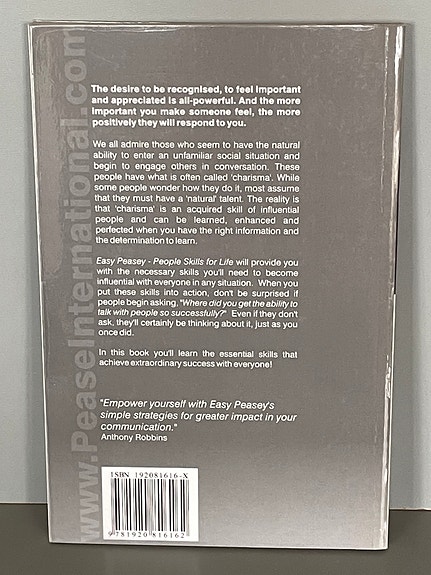 www.PeaseInternational.com
The desire to be recognised, to feel important
and appreciated is all-powerful. And the more
important you make someone feel, the more
positively they will respond to you.
We all admire those who seem to have the natural
ability to enter an unfamiliar social situation and
begin to engage others in conversation. These
people have what is often called 'charisma'. While
some people wonder how they do it, most assume
that they must have a 'natural' talent. The reality is
that 'charisma' is an acquired skill of influential
people and can be learned, enhanced and
perfected when you have the right information and
the determination to learn.
Easy Peasey - People Skills for Life will provide you
with the necessary skills you'll need to become
influential with everyone in any situation. When you
put these skills into action, don't be surprised if
people begin asking, "Where did you get the ability to
talk with people so successfully?" Even if they don't
ask, they'll certainly be thinking about it, just as you
once did.
In this book you'll learn the essential skills that
achieve extraordinary success with everyone!
"Empower yourself with Easy Peasey's
simple strategies for greater impact in your
communication."
Anthony Robbins
ISBN 192081616-X
9 781920 816162